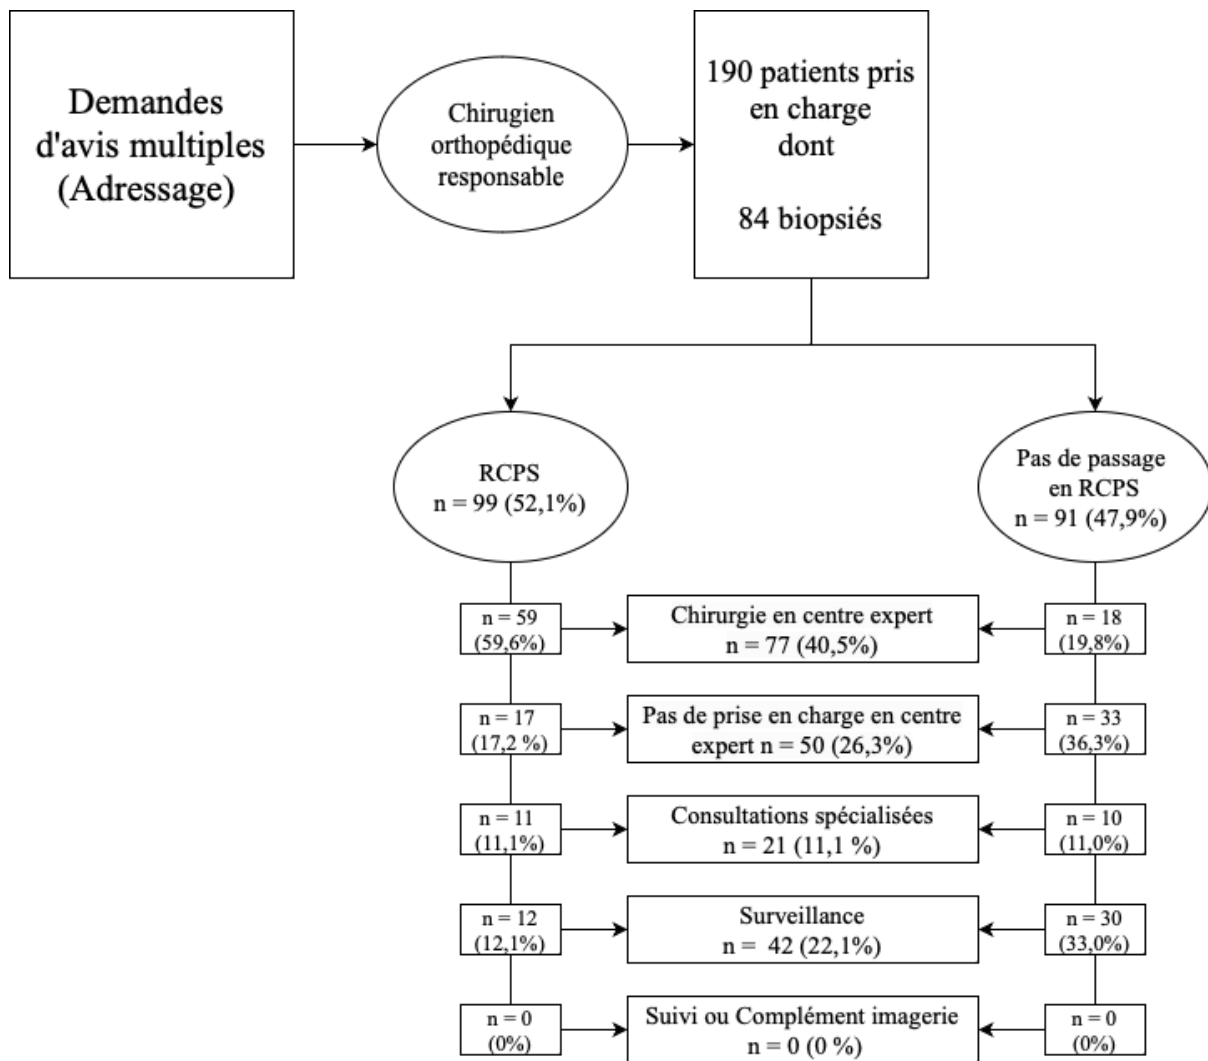 Demandes
d'avis multiples
(Adressage)
Chirugien
orthopédique
responsable
190 patients pris
en charge
dont
84 biopsiés
RCPS
n = 99 (52,1%)
Pas de passage
en RCPS
n = 91 (47,9%)
n = 59
(59,6%)
Chirurgie en centre expert
n = 77 (40,5%)
n = 18
(19,8%)
n = 17
(17,2 %)
Pas de prise en charge en centre
expert n = 50 (26,3%)
n = 33
(36,3%)
n = 11
(11,1%)
Consultations spécialisées
n = 21 (11,1 %)
n = 10
(11,0%)
n = 12
(12,1%)
Surveillance
n = 42 (22,1%)
n = 30
(33,0%)
n = 0
(0%)
Suivi ou Complément imagerie
n = 0 (0 %)
n = 0
(0%)